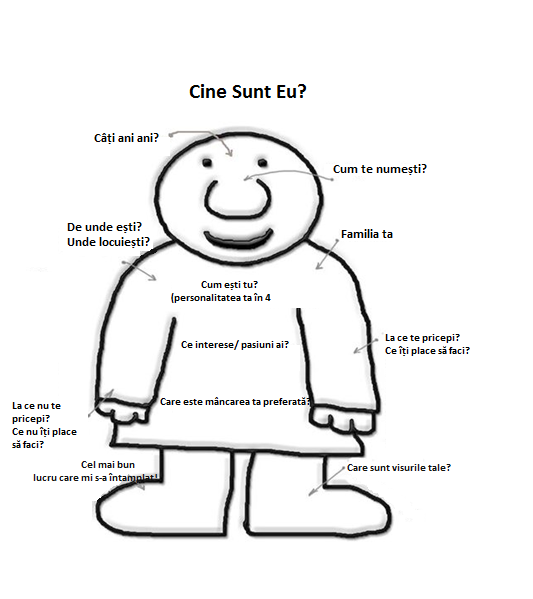 Cine Sunt Eu?
Câți ani ani?
Cum te numești?
De unde ești?
Unde locuiești?
Familia ta
Cum ești tu?
(personalitatea ta în 4
Ce interese/ pasiuni ai?
La ce te pricepi?
Ce îți place să faci?
Care este mâncarea ta preferată?
La ce nu te
pricepi?
Ce nu îți place
să faci?
Cel mai bun
lucru care mi s-a întamplat!
Care sunt visurile tale?